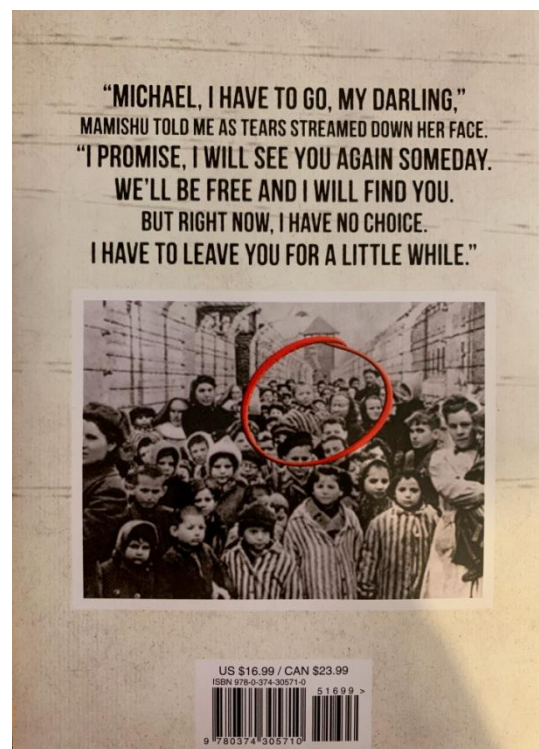 “MICHAEL, I HAVE TO GO, MY DARLING,”
MAMISHU TOLD ME AS TEARS STREAMED DOWN HER FACE.
“I PROMISE, I WILL SEE YOU AGAIN SOMEDAY.
WE’LL BE FREE AND I WILL FIND YOU.
BUT RIGHT NOW, I HAVE NO CHOICE.
I HAVE TO LEAVE YOU FOR A LITTLE WHILE.”
US $16.99 / CAN $23.99
ISBN 978-0-374-30571-0
51699 >
9 780374 305710